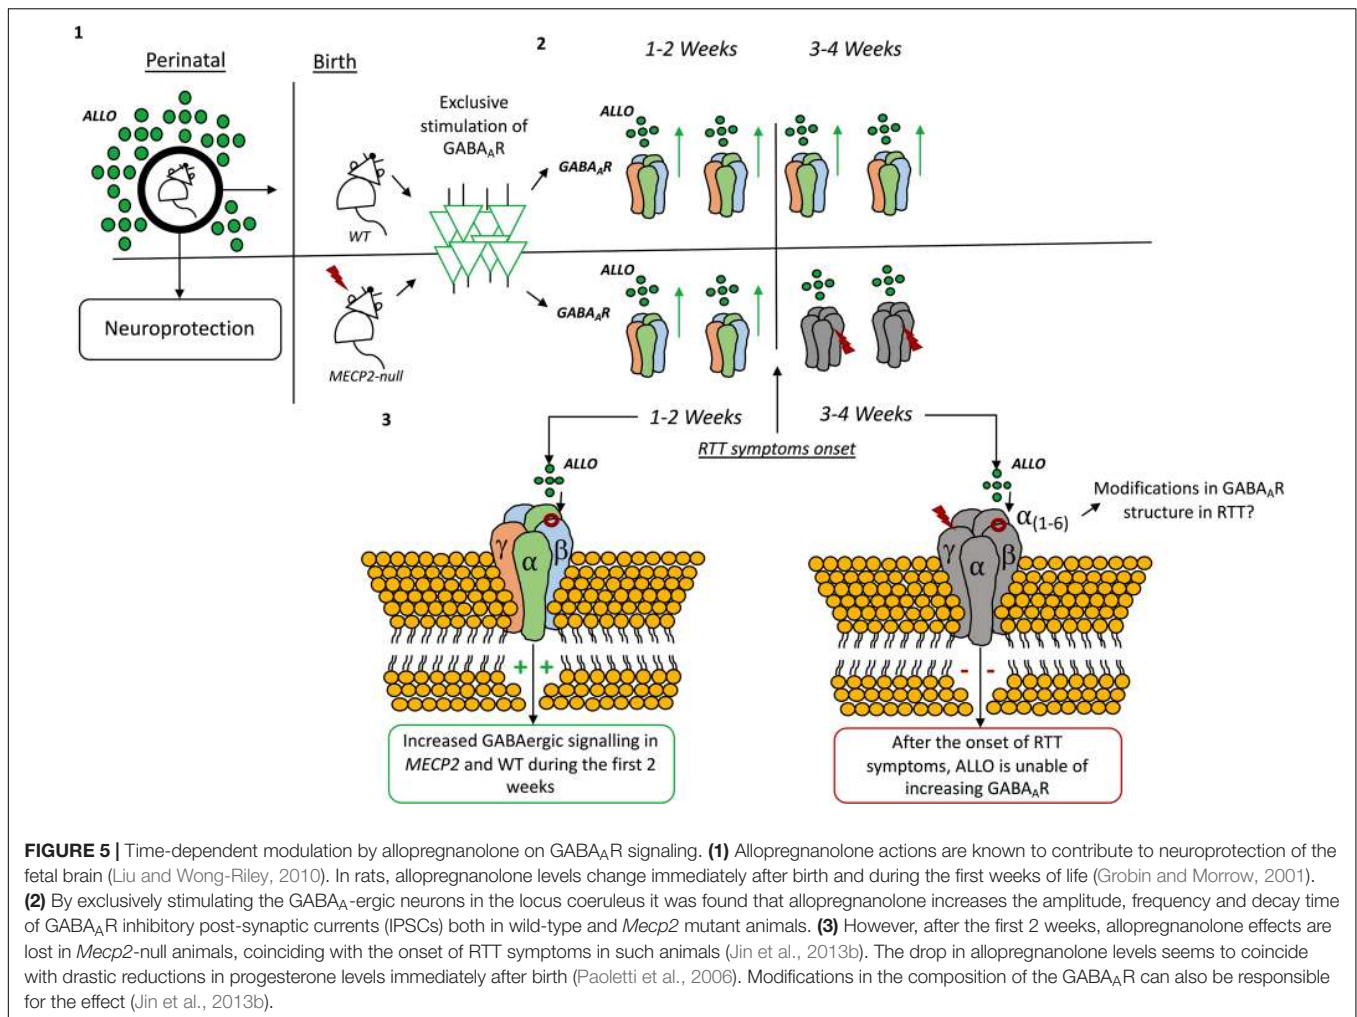 1
Perinatal
Birth
2
1-2 Weeks
3-4 Weeks
ALLO
Exclusive
stimulation of
GABA_AR
ALLO
GABA_AR
WT
ALLO
GABA_AR
MECP2-null
Neuroprotection
3
1-2 Weeks
3-4 Weeks
RTT symptoms onset
ALLO
γ
α
β
ALLO
α(1-6)
Modifications in GABA_AR
structure in RTT?
γ
α
β
+ +
- -
Increased GABAergic signalling in
MECP2 and WT during the first 2
weeks
After the onset of RTT
symptoms, ALLO is unable of
increasing GABA_AR
FIGURE 5 | Time-dependent modulation by allopregnanolone on GABA_AR signaling. (1) Allopregnanolone actions are known to contribute to neuroprotection of the
fetal brain (Liu and Wong-Riley, 2010). In rats, allopregnanolone levels change immediately after birth and during the first weeks of life (Grobin and Morrow, 2001).
(2) By exclusively stimulating the GABA_A-ergic neurons in the locus coeruleus it was found that allopregnanolone increases the amplitude, frequency and decay time
of GABA_AR inhibitory post-synaptic currents (IPSCs) both in wild-type and Mecp2 mutant animals. (3) However, after the first 2 weeks, allopregnanolone effects are
lost in Mecp2-null animals, coinciding with the onset of RTT symptoms in such animals (Jin et al., 2013b). The drop in allopregnanolone levels seems to coincide
with drastic reductions in progesterone levels immediately after birth (Paoletti et al., 2006). Modifications in the composition of the GABA_AR can also be responsible
for the effect (Jin et al., 2013b).